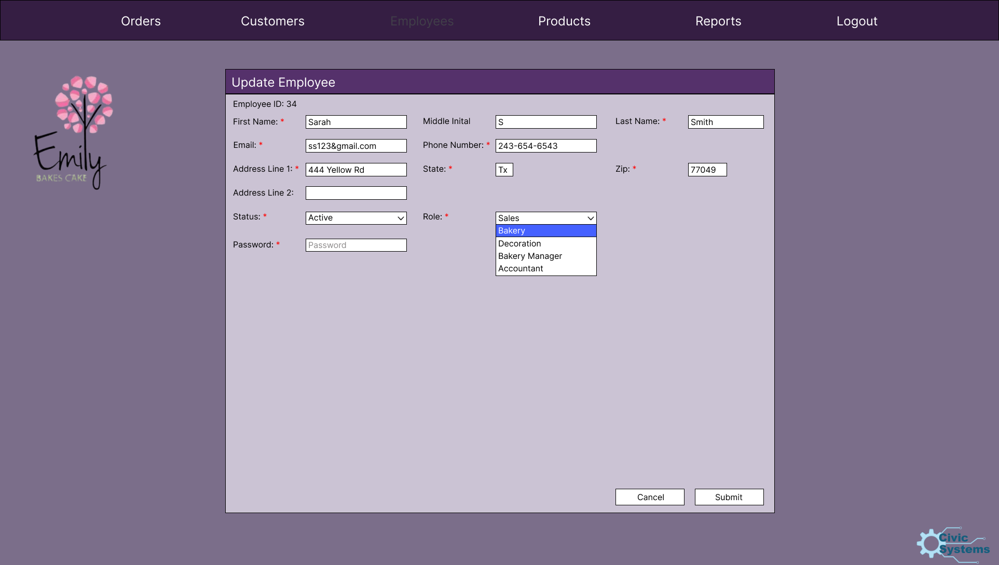 Orders Customers Employees Products Reports Logout
Emily
BAKES CAKE
Update Employee
Employee ID: 34
First Name: * Sarah Middle Inital S Last Name: * Smith
Email: * ss123&gmail.com Phone Number: * 243-654-6543
Address Line 1: * 444 Yellow Rd State: * Tx Zip: * 77049
Address Line 2:
Status: * Active Role: * Sales
Bakery
Password: * Password Decoration
Bakery Manager
Accountant
Cancel Submit
Civic
Systems